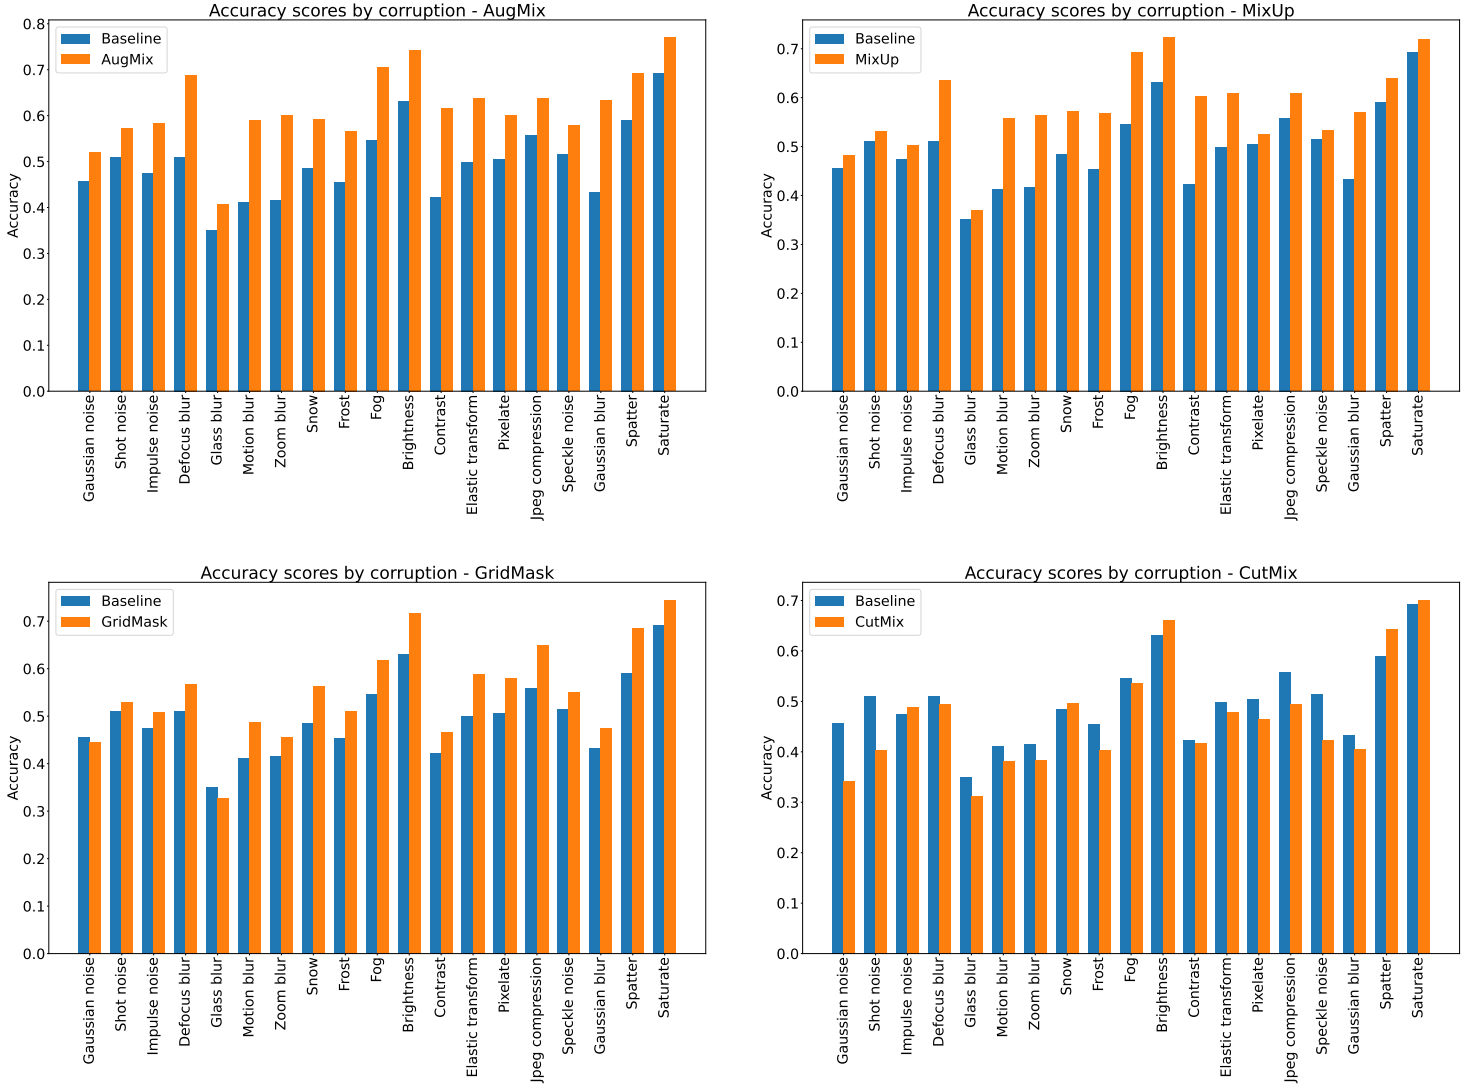 Accuracy scores by corruption - AugMix
Baseline
AugMix
Accuracy
0.8
0.7
0.6
0.5
0.4
0.3
0.2
0.1
0.0
Gaussian noise
Shot noise
Impulse noise
Defocus blur
Glass blur
Motion blur
Zoom blur
Snow
Frost
Fog
Brightness
Contrast
Elastic transform
Pixelate
Jpeg compression
Speckle noise
Gaussian blur
Spatter
Saturate
Accuracy scores by corruption - MixUp
Baseline
MixUp
Accuracy
0.7
0.6
0.5
0.4
0.3
0.2
0.1
0.0
Gaussian noise
Shot noise
Impulse noise
Defocus blur
Glass blur
Motion blur
Zoom blur
Snow
Frost
Fog
Brightness
Contrast
Elastic transform
Pixelate
Jpeg compression
Speckle noise
Gaussian blur
Spatter
Saturate
Accuracy scores by corruption - GridMask
Baseline
GridMask
Accuracy
0.7
0.6
0.5
0.4
0.3
0.2
0.1
0.0
Gaussian noise
Shot noise
Impulse noise
Defocus blur
Glass blur
Motion blur
Zoom blur
Snow
Frost
Fog
Brightness
Contrast
Elastic transform
Pixelate
Jpeg compression
Speckle noise
Gaussian blur
Spatter
Saturate
Accuracy scores by corruption - CutMix
Baseline
CutMix
Accuracy
0.7
0.6
0.5
0.4
0.3
0.2
0.1
0.0
Gaussian noise
Shot noise
Impulse noise
Defocus blur
Glass blur
Motion blur
Zoom blur
Snow
Frost
Fog
Brightness
Contrast
Elastic transform
Pixelate
Jpeg compression
Speckle noise
Gaussian blur
Spatter
Saturate